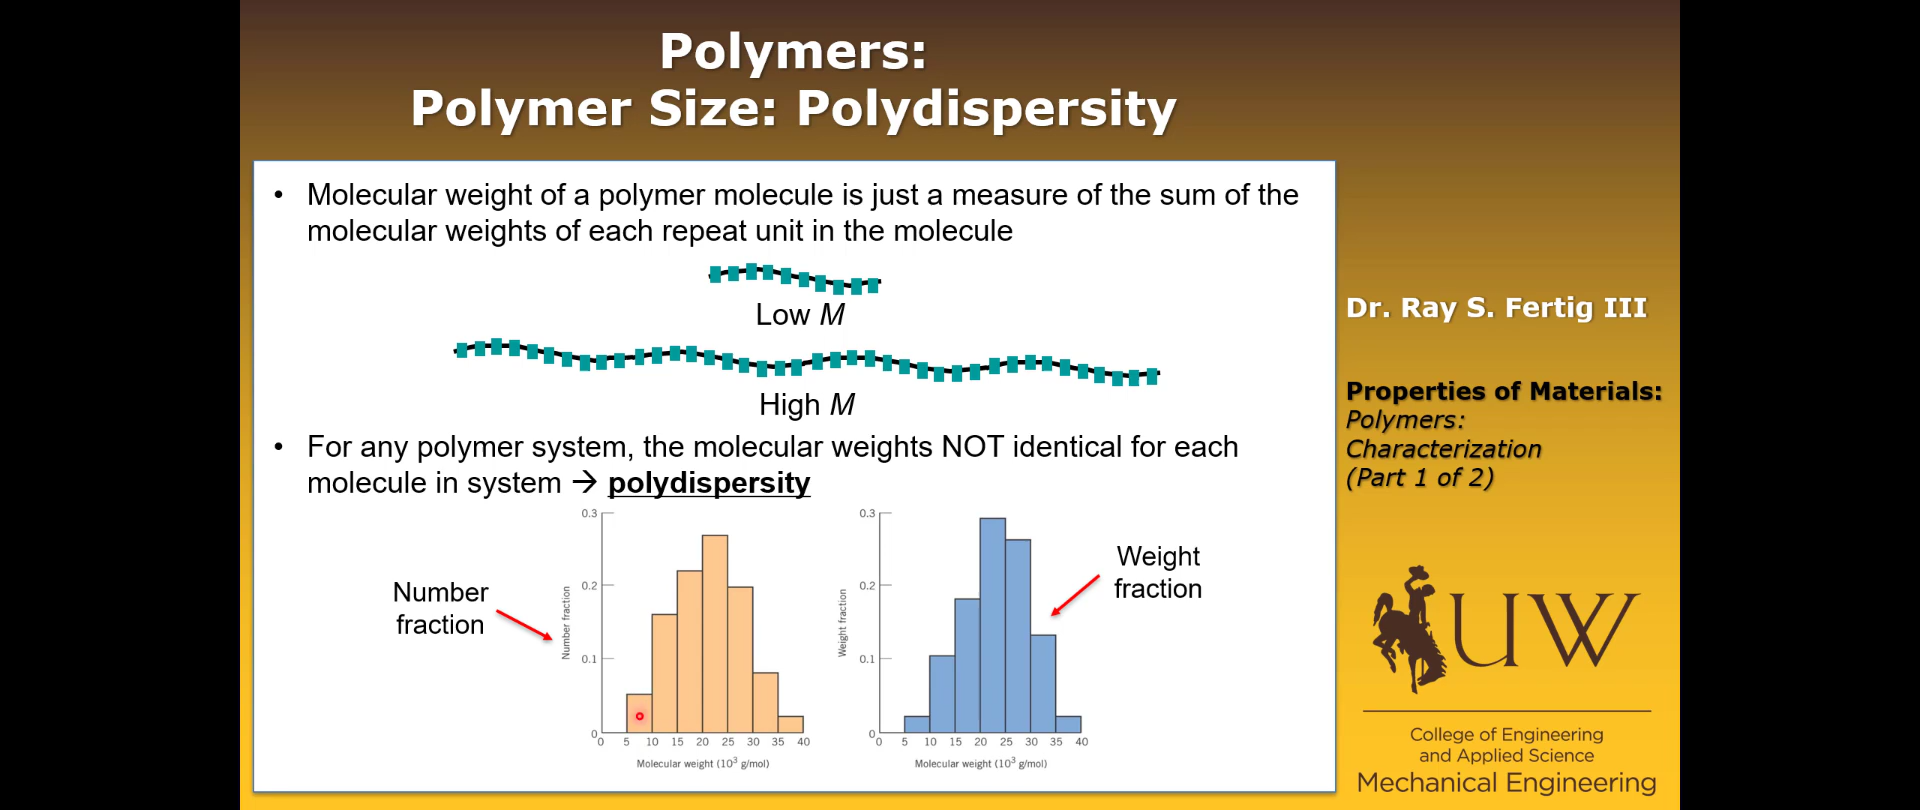 Polymers:
Polymer Size: Polydispersity
• Molecular weight of a polymer molecule is just a measure of the sum of the
molecular weights of each repeat unit in the molecule
Low M
High M
• For any polymer system, the molecular weights NOT identical for each
molecule in system → polydispersity
Number
fraction
Number fraction
0.3
0.2
0.1
0
0 5 10 15 20 25 30 35 40
Molecular weight (10³ g/mol)
Weight fraction
0.3
0.2
0.1
0
0 5 10 15 20 25 30 35 40
Molecular weight (10³ g/mol)
Weight
fraction
Dr. Ray S. Fertig III
Properties of Materials:
Polymers:
Characterization
(Part 1 of 2)
UW
College of Engineering
and Applied Science
Mechanical Engineering